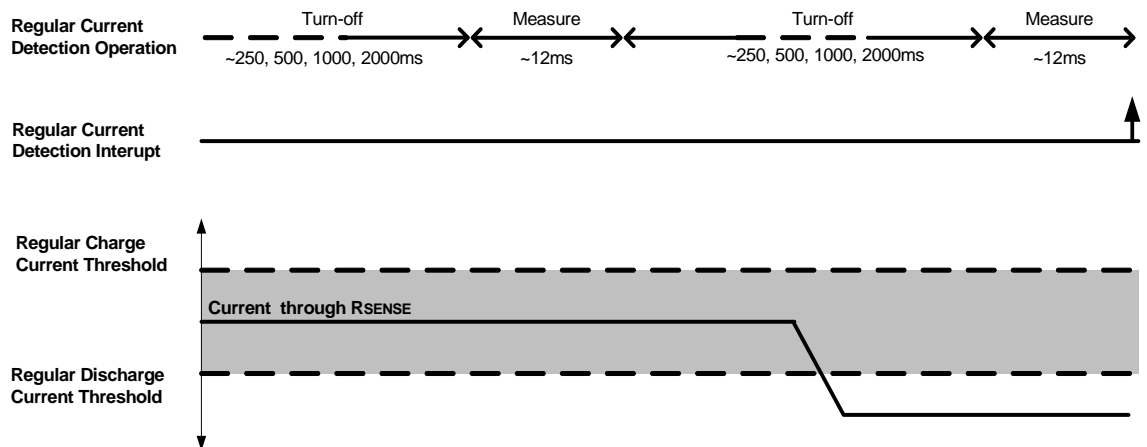 Regular Current
Detection Operation
Turn-off
Measure
Turn-off
Measure
~250, 500, 1000, 2000ms
~12ms
~250, 500, 1000, 2000ms
~12ms
Regular Current
Detection Interupt
Regular Charge
Current Threshold
Current through RSENSE
Regular Discharge
Current Threshold